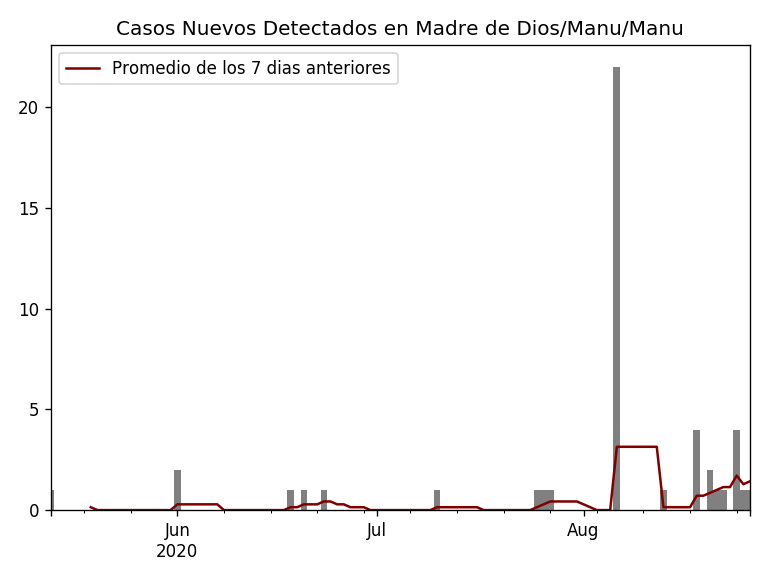 Casos Nuevos Detectados en Madre de Dios/Manu/Manu
Promedio de los 7 dias anteriores
20
15
10
5
0
Jun
2020
Jul
Aug